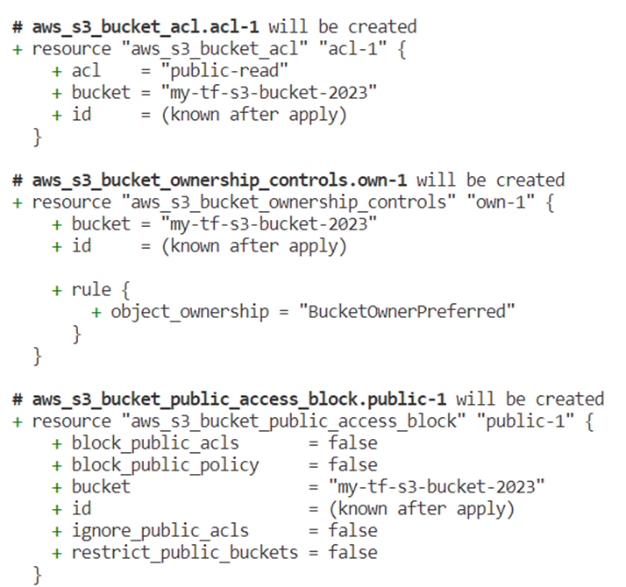 # aws_s3_bucket_acl.acl-1 will be created
+ resource "aws_s3_bucket_acl" "acl-1" {
    + acl    = "public-read"
    + bucket = "my-tf-s3-bucket-2023"
    + id     = (known after apply)
  }
# aws_s3_bucket_ownership_controls.own-1 will be created
+ resource "aws_s3_bucket_ownership_controls" "own-1" {
    + bucket = "my-tf-s3-bucket-2023"
    + id     = (known after apply)
    + rule {
        + object_ownership = "BucketOwnerPreferred"
      }
  }
# aws_s3_bucket_public_access_block.public-1 will be created
+ resource "aws_s3_bucket_public_access_block" "public-1" {
    + block_public_acls       = false
    + block_public_policy     = false
    + bucket                  = "my-tf-s3-bucket-2023"
    + id                      = (known after apply)
    + ignore_public_acls      = false
    + restrict_public_buckets = false
  }